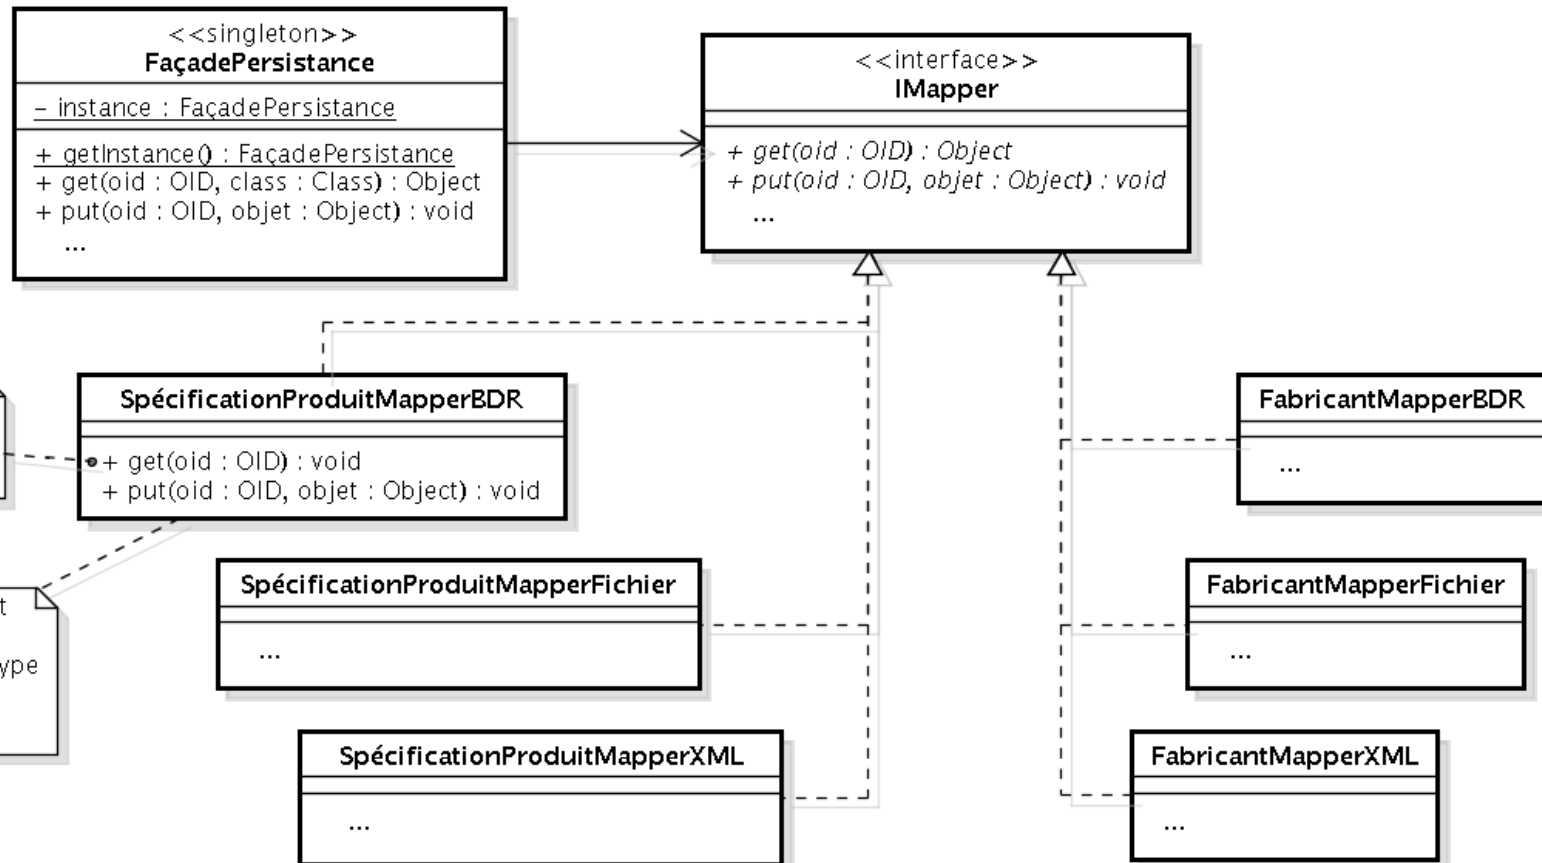 <<singleton>>
FaçadePersistance
– instance : FaçadePersistance
+ getInstance() : FaçadePersistance
+ get(oid : OID, class : Class) : Object
+ put(oid : OID, objet : Object) : void
...
<<interface>>
IMapper
+ get(oid : OID) : Object
+ put(oid : OID, objet : Object) : void
...
SpécificationProduitMapperBDR
+ get(oid : OID) : void
+ put(oid : OID, objet : Object) : void
FabricantMapperBDR
...
SpécificationProduitMapperFichier
...
FabricantMapperFichier
...
SpécificationProduitMapperXML
...
FabricantMapperXML
...